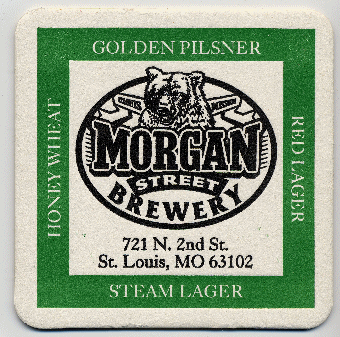 GOLDEN PILSNER
HONEY WHEAT
RED LAGER
MORGAN
STREET
BREWERY
721 N. 2nd St.
St. Louis, MO 63102
STEAM LAGER